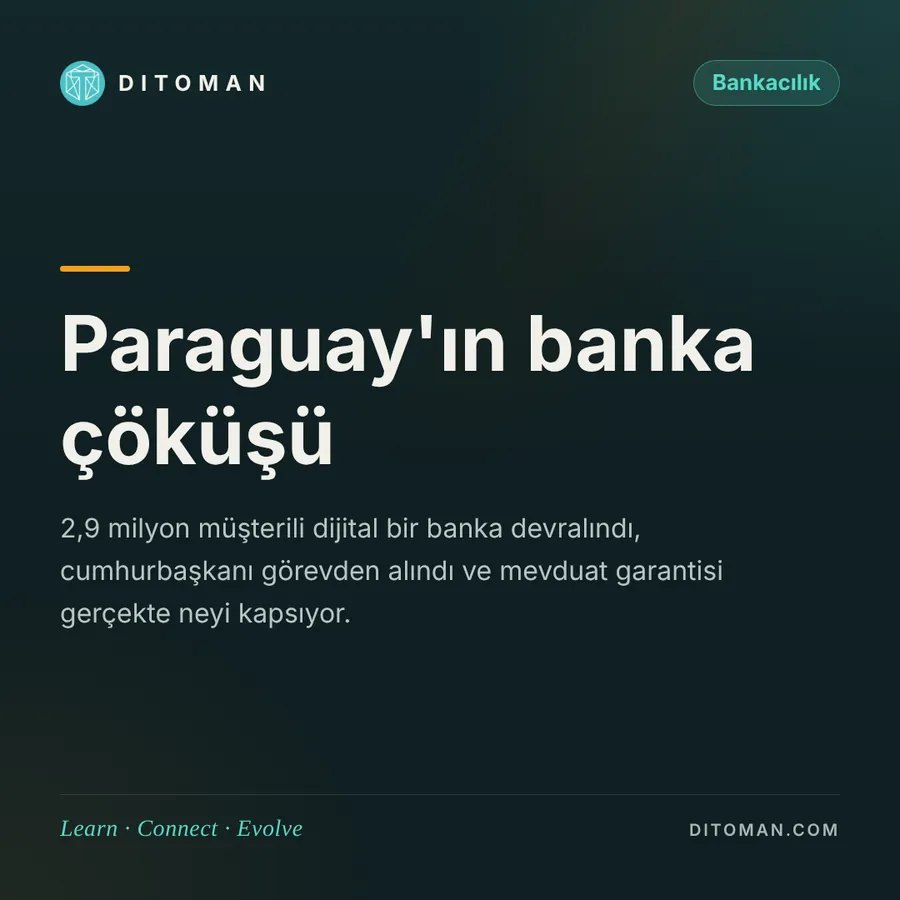 DITOMAN
Bankacılık
Paraguay'ın banka
çöküşü
2,9 milyon müşterili dijital bir banka devralındı,
cumhurbaşkanı görevden alındı ve mevduat garantisi
gerçekte neyi kapsıyor.
Learn · Connect · Evolve
DITOMAN.COM